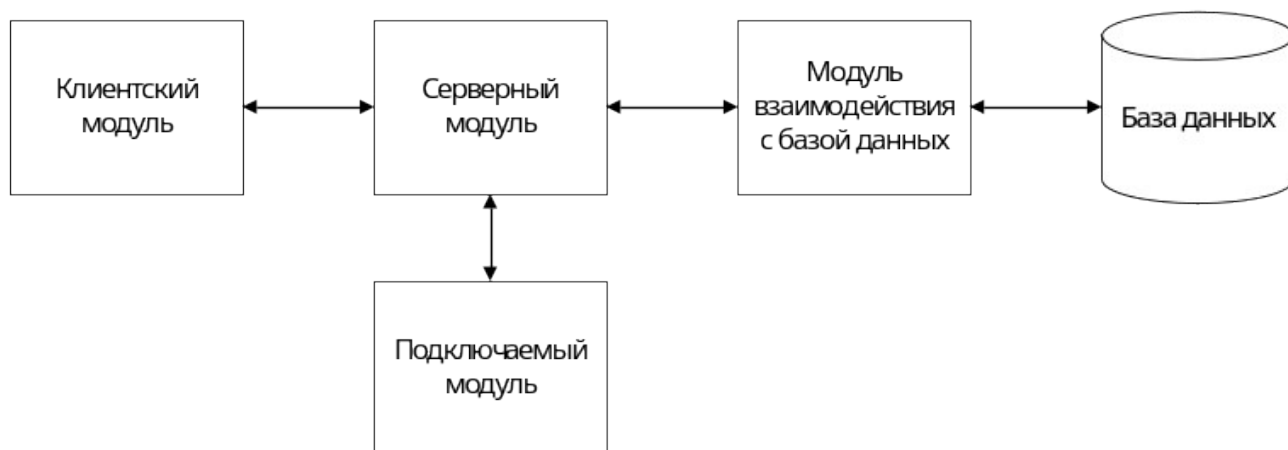 Клиентский
модуль
Серверный
модуль
Модуль
взаимодействия
с базой данных
База данных
Подключаемый
модуль